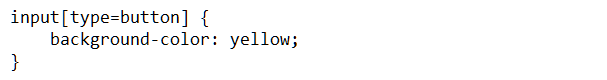 input[type=button] {
    background-color: yellow;
}